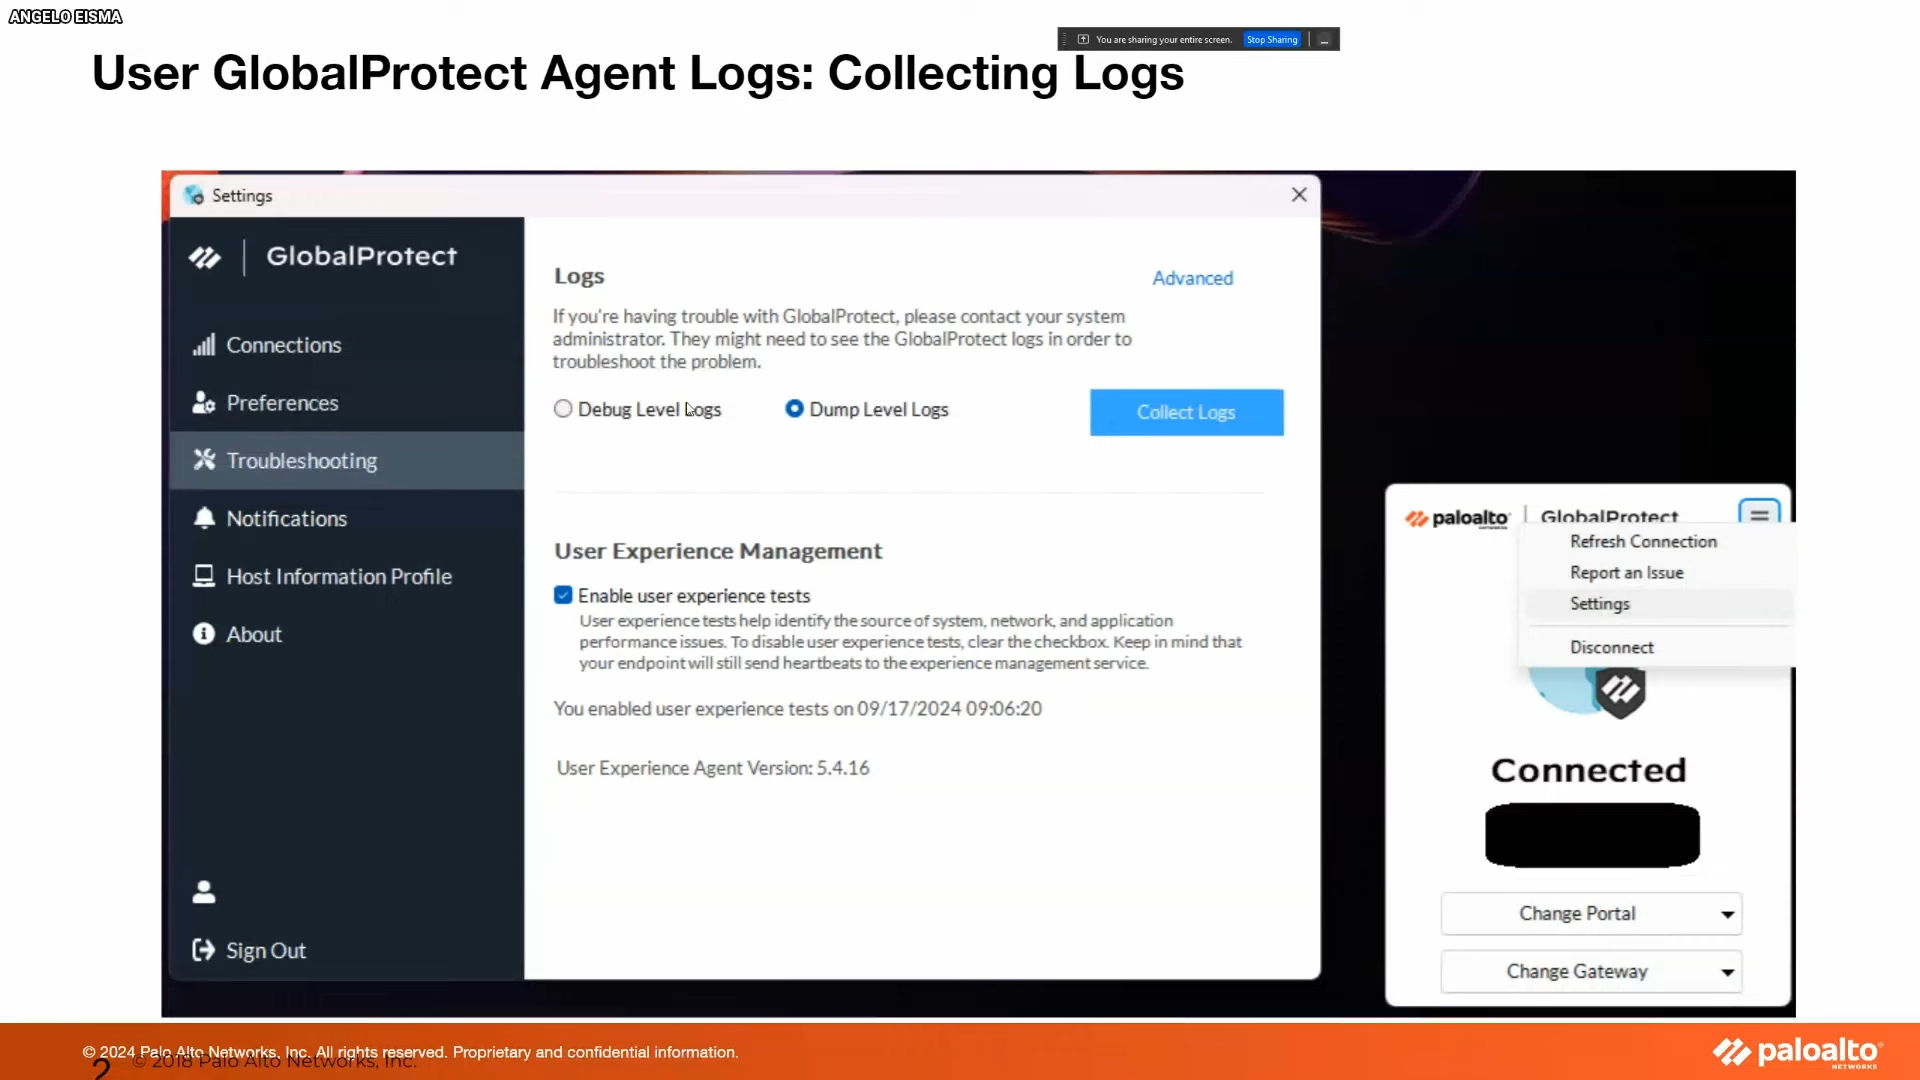 ANGELO EISMA
You are sharing your entire screen. Stop Sharing
User GlobalProtect Agent Logs: Collecting Logs
Settings
GlobalProtect
Connections
Preferences
Troubleshooting
Notifications
Host Information Profile
About
Sign Out
Logs
Advanced
If you're having trouble with GlobalProtect, please contact your system
administrator. They might need to see the GlobalProtect logs in order to
troubleshoot the problem.
Debug Level Logs
Dump Level Logs
Collect Logs
User Experience Management
Enable user experience tests
User experience tests help identify the source of system, network, and application
performance issues. To disable user experience tests, clear the checkbox. Keep in mind that
your endpoint will still send heartbeats to the experience management service.
You enabled user experience tests on 09/17/2024 09:06:20
User Experience Agent Version: 5.4.16
paloalto NETWORKS
GlobalProtect
Refresh Connection
Report an Issue
Settings
Disconnect
Connected
Change Portal
Change Gateway
© 2024 Palo Alto Networks, Inc. All rights reserved. Proprietary and confidential information.
2 © 2018 Palo Alto Networks, Inc.
paloalto
NETWORKS